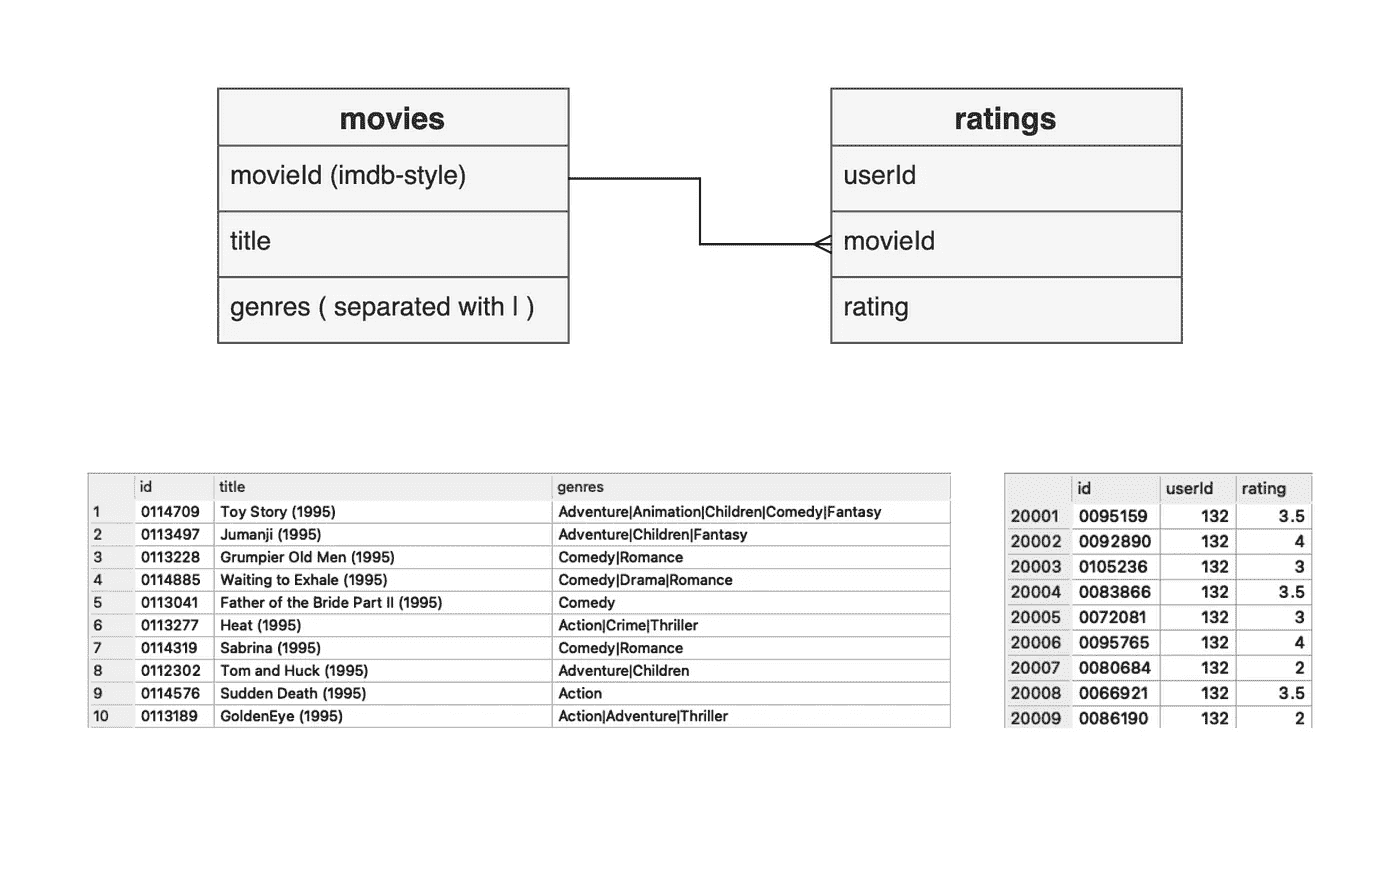 movies
movieId (imdb-style)
title
genres ( separated with | )
ratings
userId
movieId
rating
id title genres
1 0114709 Toy Story (1995) Adventure|Animation|Children|Comedy|Fantasy
2 0113497 Jumanji (1995) Adventure|Children|Fantasy
3 0113228 Grumpier Old Men (1995) Comedy|Romance
4 0114885 Waiting to Exhale (1995) Comedy|Drama|Romance
5 0113041 Father of the Bride Part II (1995) Comedy
6 0113277 Heat (1995) Action|Crime|Thriller
7 0114319 Sabrina (1995) Comedy|Romance
8 0112302 Tom and Huck (1995) Adventure|Children
9 0114576 Sudden Death (1995) Action
10 0113189 GoldenEye (1995) Action|Adventure|Thriller
id userId rating
20001 0095159 132 3.5
20002 0092890 132 4
20003 0105236 132 3
20004 0083866 132 3.5
20005 0072081 132 3
20006 0095765 132 4
20007 0080684 132 2
20008 0066921 132 3.5
20009 0086190 132 2